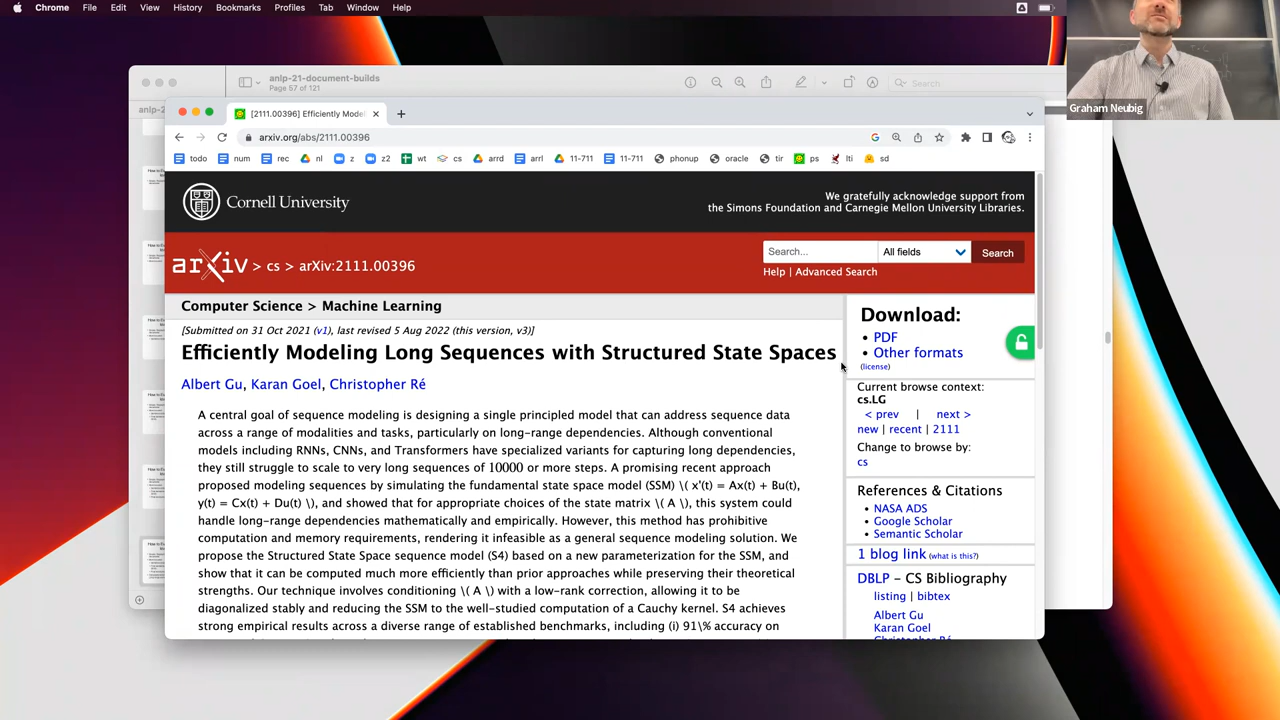 Chrome File Edit View History Bookmarks Profiles Tab Window Help
anlp-21-document-builds
Page 57 of 121
Search
anlp-2
Graham Neubig
[2111.00396] Efficiently Mode
arxiv.org/abs/2111.00396
todo num rec nl z z2 wt cs arrd arrl 11-711 11-711 phonup oracle tir ps lti sd
Cornell University
We gratefully acknowledge support from
the Simons Foundation and Carnegie Mellon University Libraries.
arXiv > cs > arXiv:2111.00396
Search... All fields Search
Help | Advanced Search
Computer Science > Machine Learning
[Submitted on 31 Oct 2021 (v1), last revised 5 Aug 2022 (this version, v3)]
Efficiently Modeling Long Sequences with Structured State Spaces
Albert Gu, Karan Goel, Christopher Ré
A central goal of sequence modeling is designing a single principled model that can address sequence data
across a range of modalities and tasks, particularly on long-range dependencies. Although conventional
models including RNNs, CNNs, and Transformers have specialized variants for capturing long dependencies,
they still struggle to scale to very long sequences of 10000 or more steps. A promising recent approach
proposed modeling sequences by simulating the fundamental state space model (SSM) \( x'(t) = Ax(t) + Bu(t),
y(t) = Cx(t) + Du(t) \), and showed that for appropriate choices of the state matrix \( A \), this system could
handle long-range dependencies mathematically and empirically. However, this method has prohibitive
computation and memory requirements, rendering it infeasible as a general sequence modeling solution. We
propose the Structured State Space sequence model (S4) based on a new parameterization for the SSM, and
show that it can be computed much more efficiently than prior approaches while preserving their theoretical
strengths. Our technique involves conditioning \( A \) with a low-rank correction, allowing it to be
diagonalized stably and reducing the SSM to the well-studied computation of a Cauchy kernel. S4 achieves
strong empirical results across a diverse range of established benchmarks, including (i) 91\% accuracy on
Download:
• PDF
• Other formats
(license)
Current browse context:
cs.LG
< prev | next >
new | recent | 2111
Change to browse by:
cs
References & Citations
• NASA ADS
• Google Scholar
• Semantic Scholar
1 blog link (what is this?)
DBLP – CS Bibliography
listing | bibtex
Albert Gu
Karan Goel
Christopher Ré